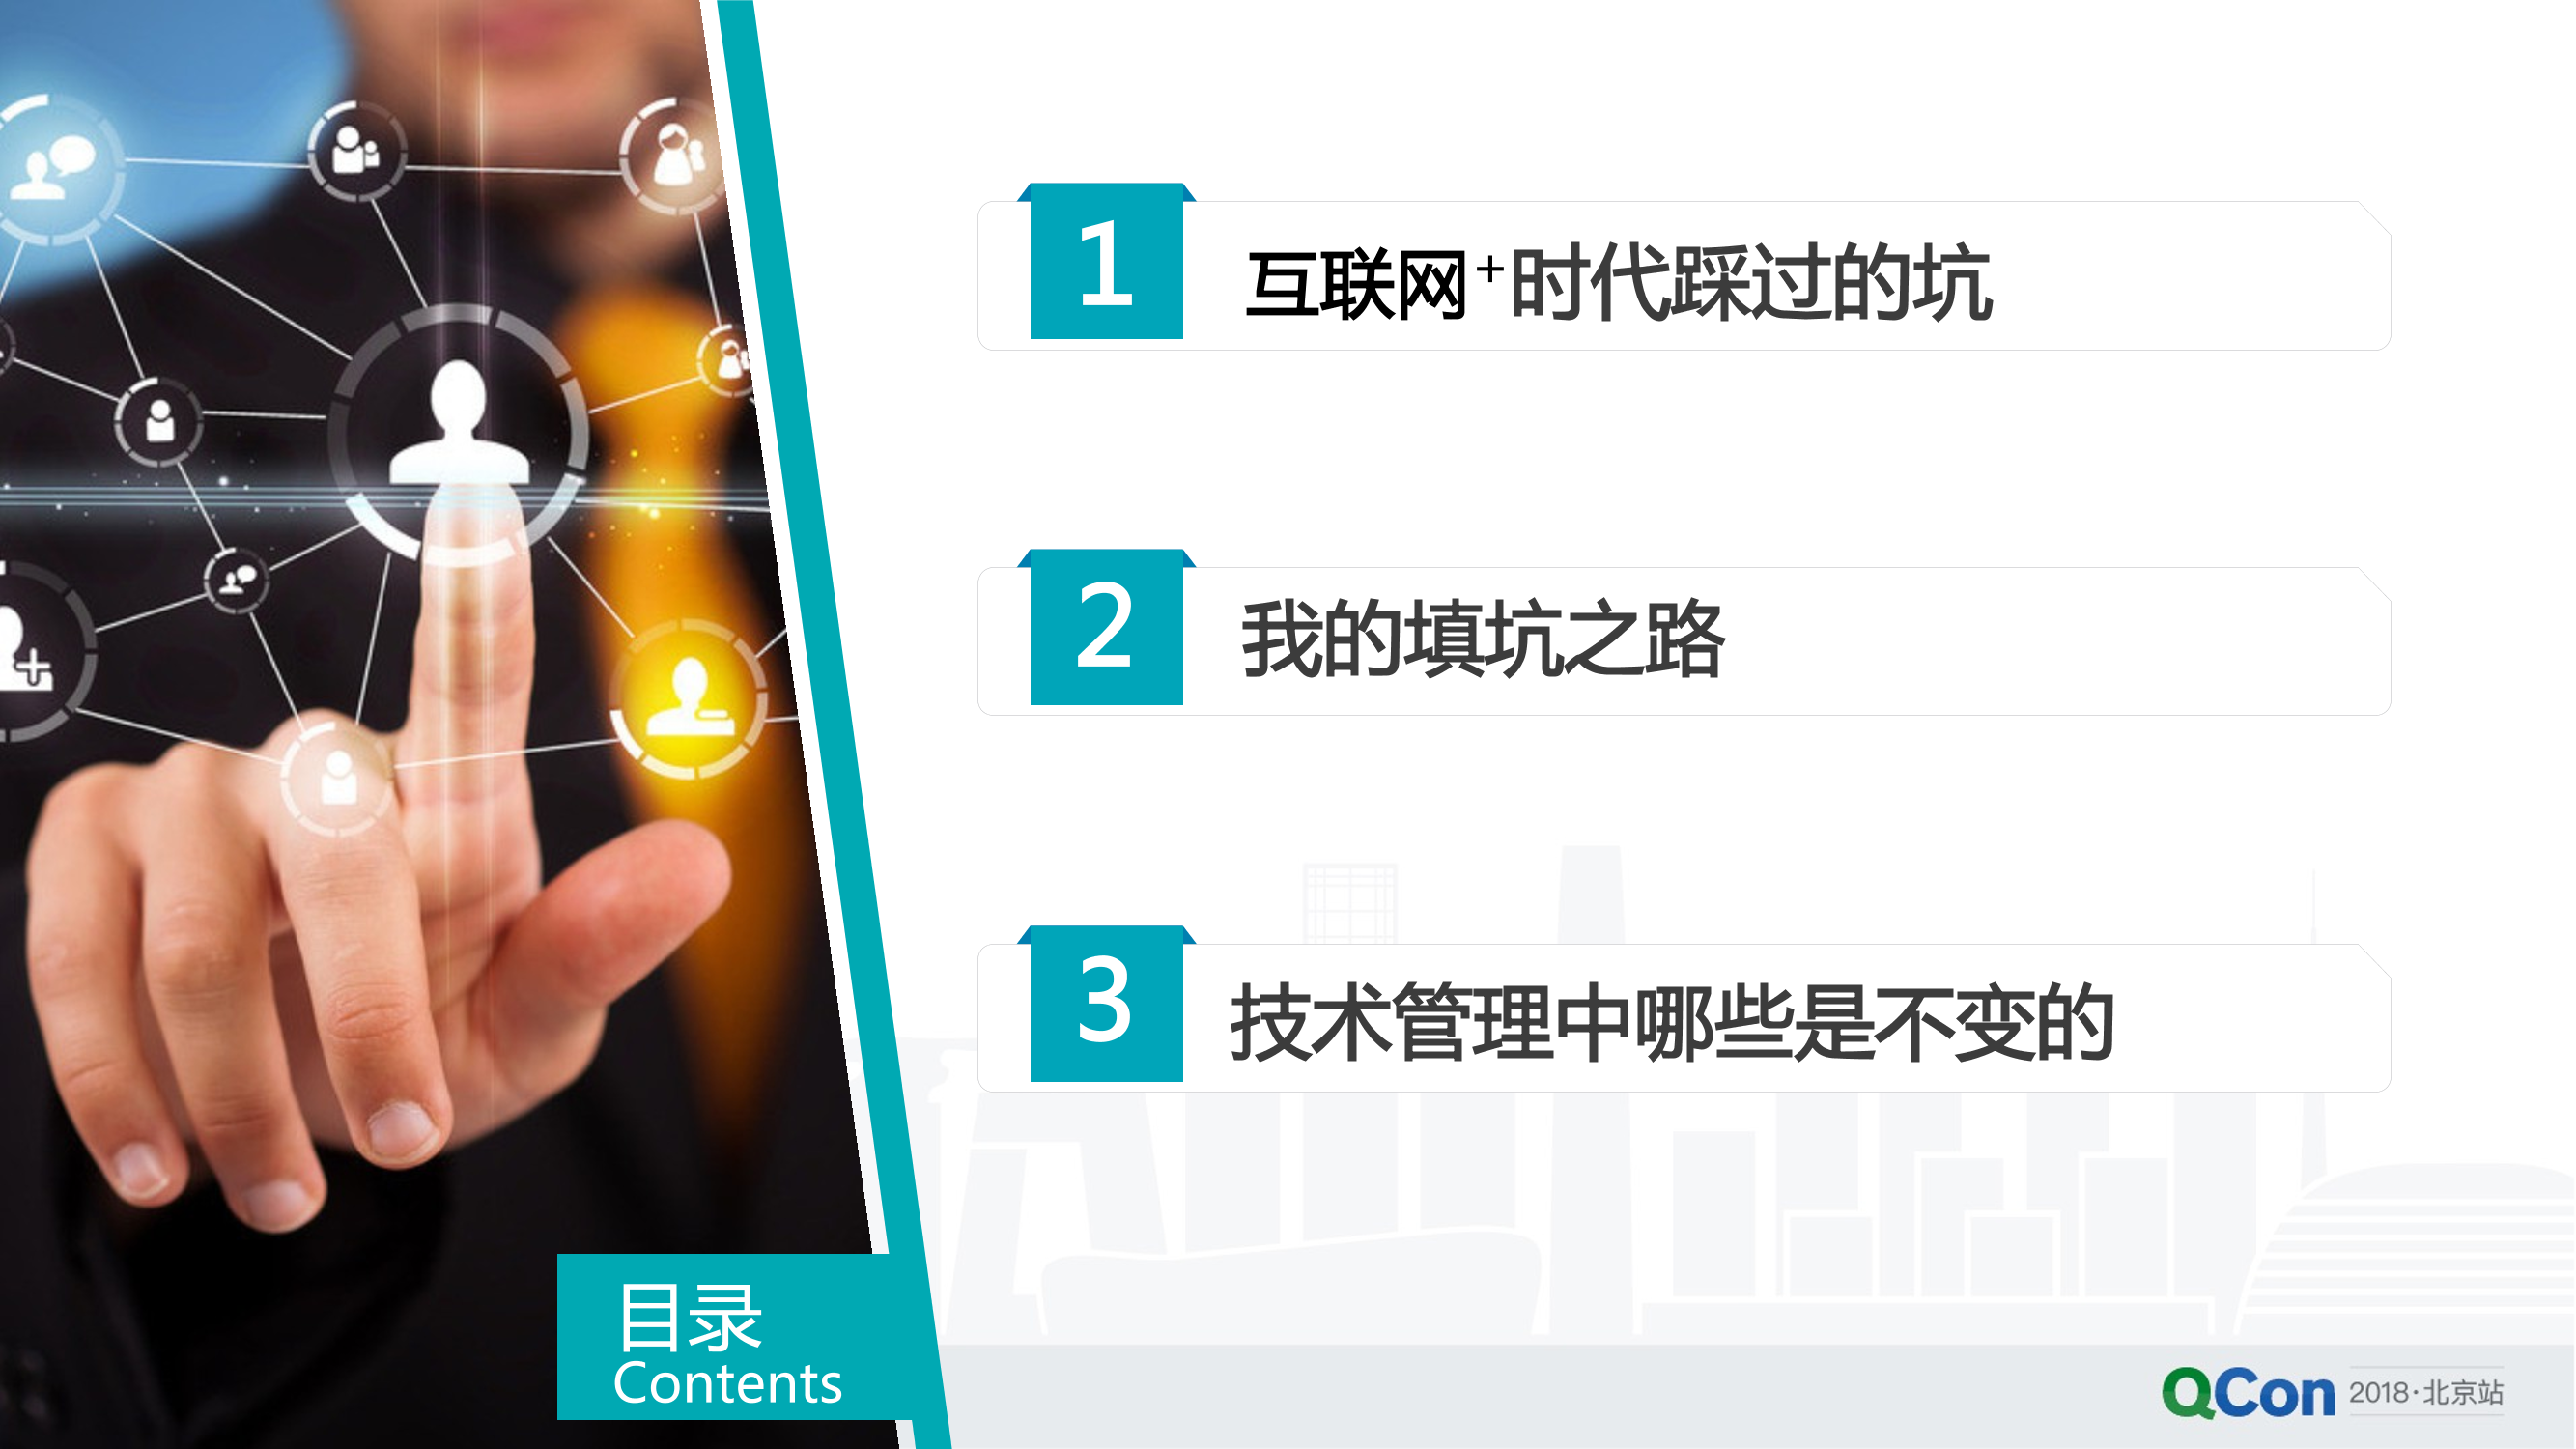 1
互联网+时代踩过的坑
2
我的填坑之路
3
技术管理中哪些是不变的
目录
Contents
QCon 2018·北京站